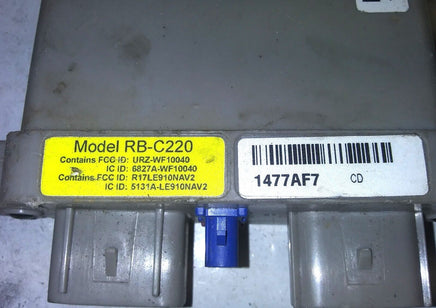 Model RB-C220
Contains FCC ID: URZ-WF10040
IC ID: 6827A-WF10040
Contains FCC ID: R17LE910NAV2
IC ID: 5131A-LE910NAV2
1477AF7 CD